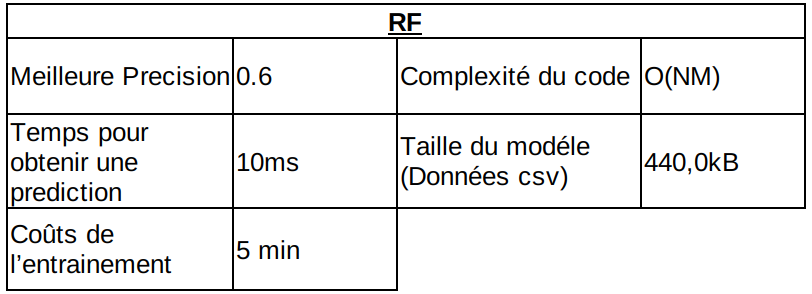 RF
Meilleure Precision
0.6
Complexité du code
O(NM)
Temps pour
obtenir une
prediction
10ms
Taille du modéle
(Données csv)
440,0kB
Coûts de
l’entrainement
5 min